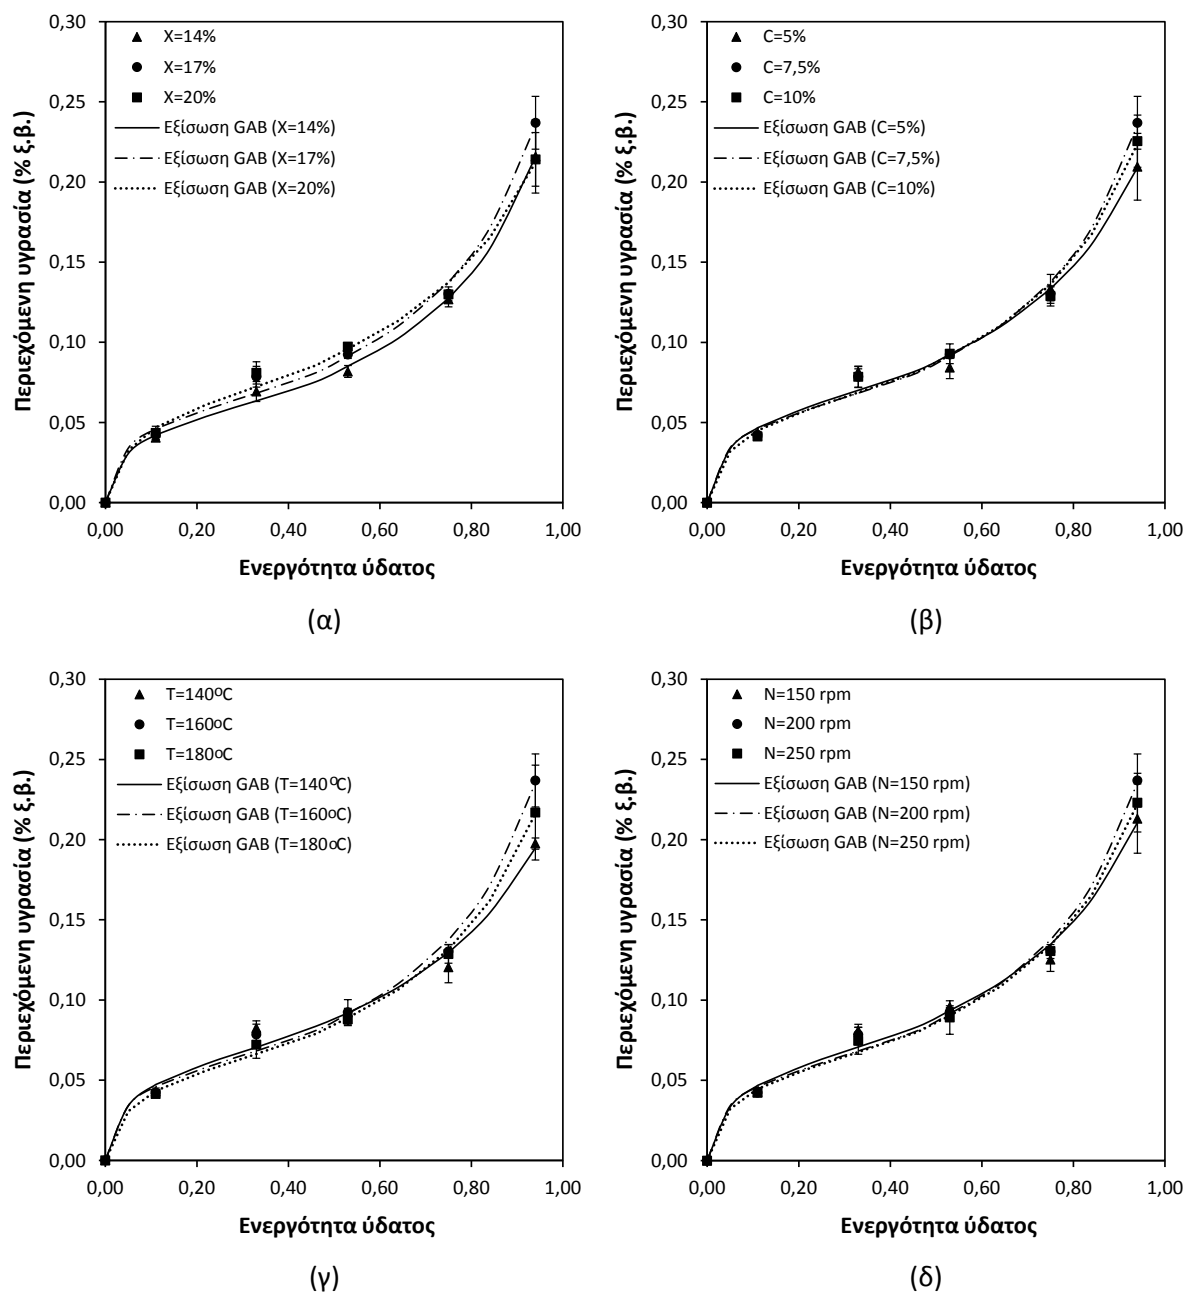 0,30
0,25
0,20
0,15
0,10
0,05
0,00
Περιεχόμενη υγρασία (% ξ.β.)
X=14%
X=17%
X=20%
Εξίσωση GAB (X=14%)
Εξίσωση GAB (X=17%)
Εξίσωση GAB (X=20%)
0,00 0,20 0,40 0,60 0,80 1,00
Ενεργότητα ύδατος
(α)
0,30
0,25
0,20
0,15
0,10
0,05
0,00
Περιεχόμενη υγρασία (% ξ.β.)
C=5%
C=7,5%
C=10%
Εξίσωση GAB (C=5%)
Εξίσωση GAB (C=7,5%)
Εξίσωση GAB (C=10%)
0,00 0,20 0,40 0,60 0,80 1,00
Ενεργότητα ύδατος
(β)
0,30
0,25
0,20
0,15
0,10
0,05
0,00
Περιεχόμενη υγρασία (% ξ.β.)
T=140οC
T=160οC
T=180οC
Εξίσωση GAB (T=140οC)
Εξίσωση GAB (T=160οC)
Εξίσωση GAB (T=180οC)
0,00 0,20 0,40 0,60 0,80 1,00
Ενεργότητα ύδατος
(γ)
0,30
0,25
0,20
0,15
0,10
0,05
0,00
Περιεχόμενη υγρασία (% ξ.β.)
N=150 rpm
N=200 rpm
N=250 rpm
Εξίσωση GAB (N=150 rpm)
Εξίσωση GAB (N=200 rpm)
Εξίσωση GAB (N=250 rpm)
0,00 0,20 0,40 0,60 0,80 1,00
Ενεργότητα ύδατος
(δ)